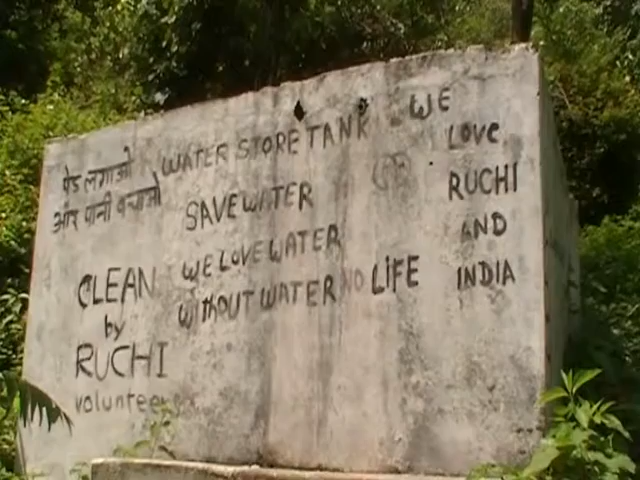 पेड लगाओ
और पानी बचाओ
CLEAN
by
RUCHI
volunteer
WATER STORE TANK
SAVE WATER
WE LOVE WATER
WithOUT WATER NO LiFE
WE
LOVE
RUCHI
AND
INDIA